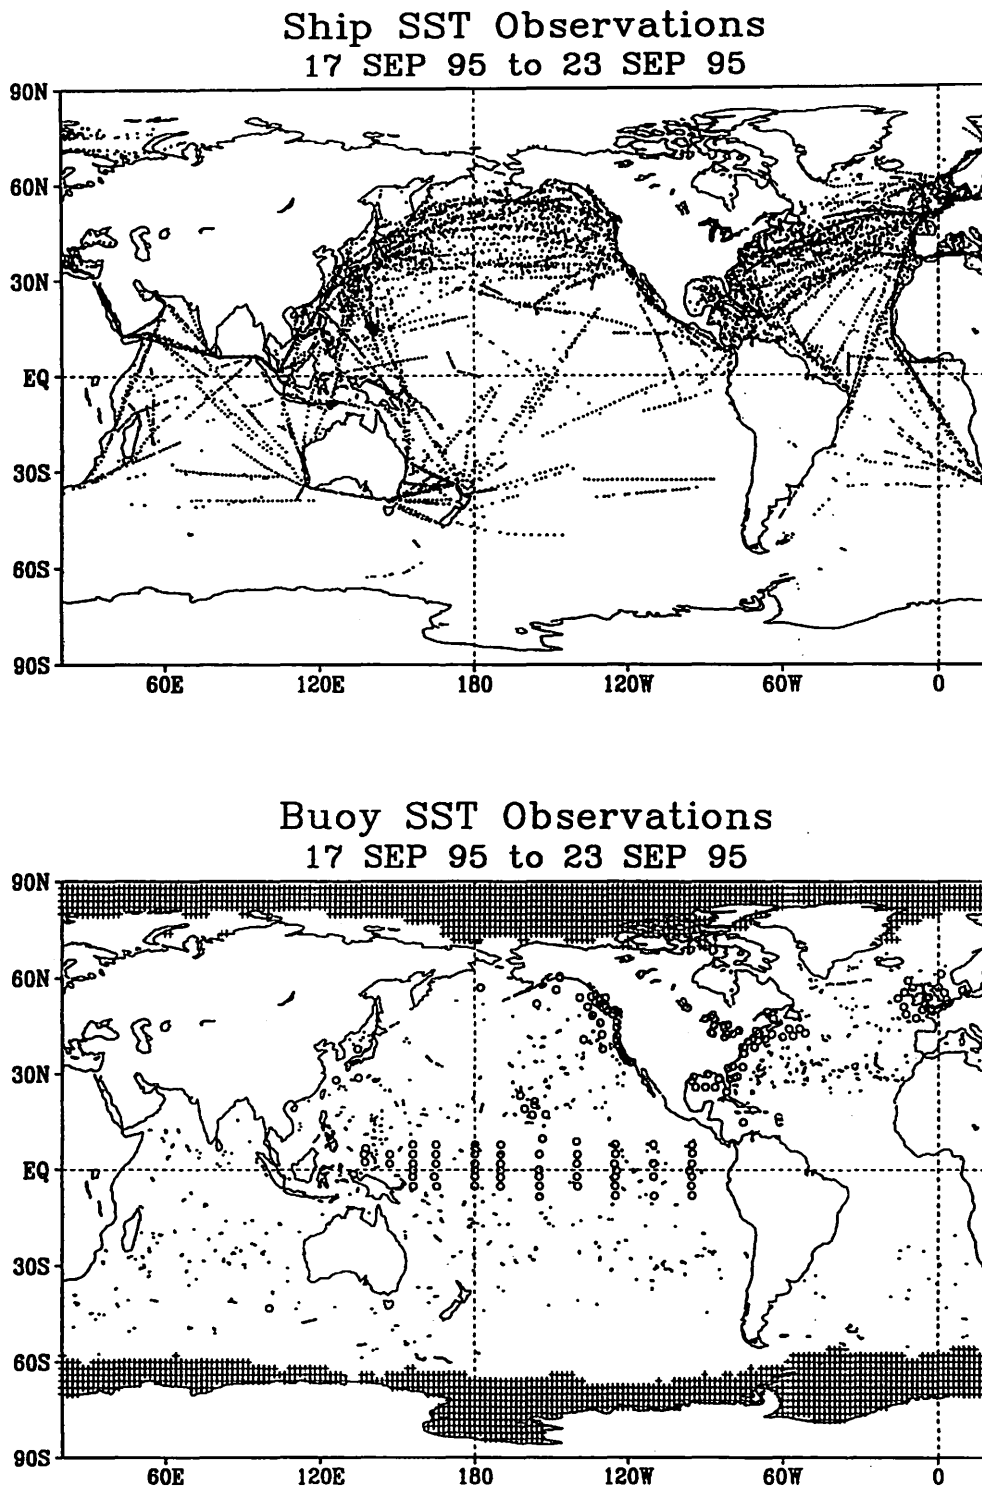 Ship SST Observations
17 SEP 95 to 23 SEP 95
90N
60N
30N
EQ
30S
60S
90S
60E 120E 180 120W 60W 0
Buoy SST Observations
17 SEP 95 to 23 SEP 95
90N
60N
30N
EQ
30S
60S
90S
60E 120E 180 120W 60W 0